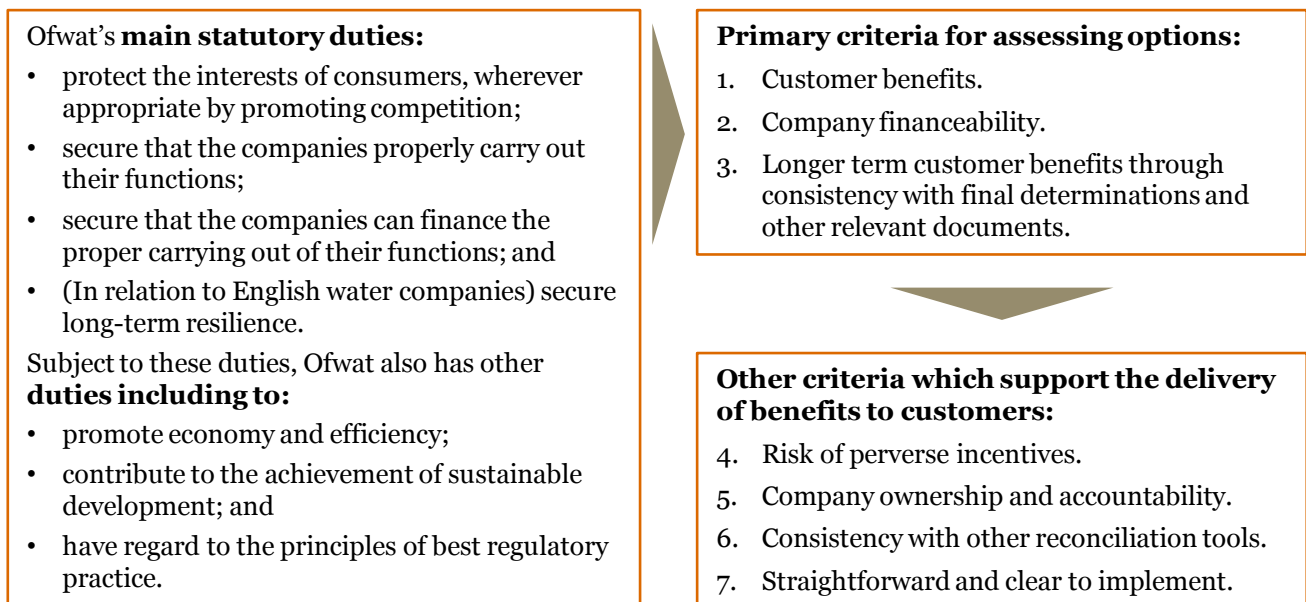 Ofwat's main statutory duties:
• protect the interests of consumers, wherever
appropriate by promoting competition;
• secure that the companies properly carry out
their functions;
• secure that the companies can finance the
proper carrying out of their functions; and
• (In relation to English water companies) secure
long-term resilience.
Subject to these duties, Ofwat also has other
duties including to:
• promote economy and efficiency;
• contribute to the achievement of sustainable
development; and
• have regard to the principles of best regulatory
practice.
Primary criteria for assessing options:
1. Customer benefits.
2. Company financeability.
3. Longer term customer benefits through
consistency with final determinations and
other relevant documents.
Other criteria which support the delivery
of benefits to customers:
4. Risk of perverse incentives.
5. Company ownership and accountability.
6. Consistency with other reconciliation tools.
7. Straightforward and clear to implement.